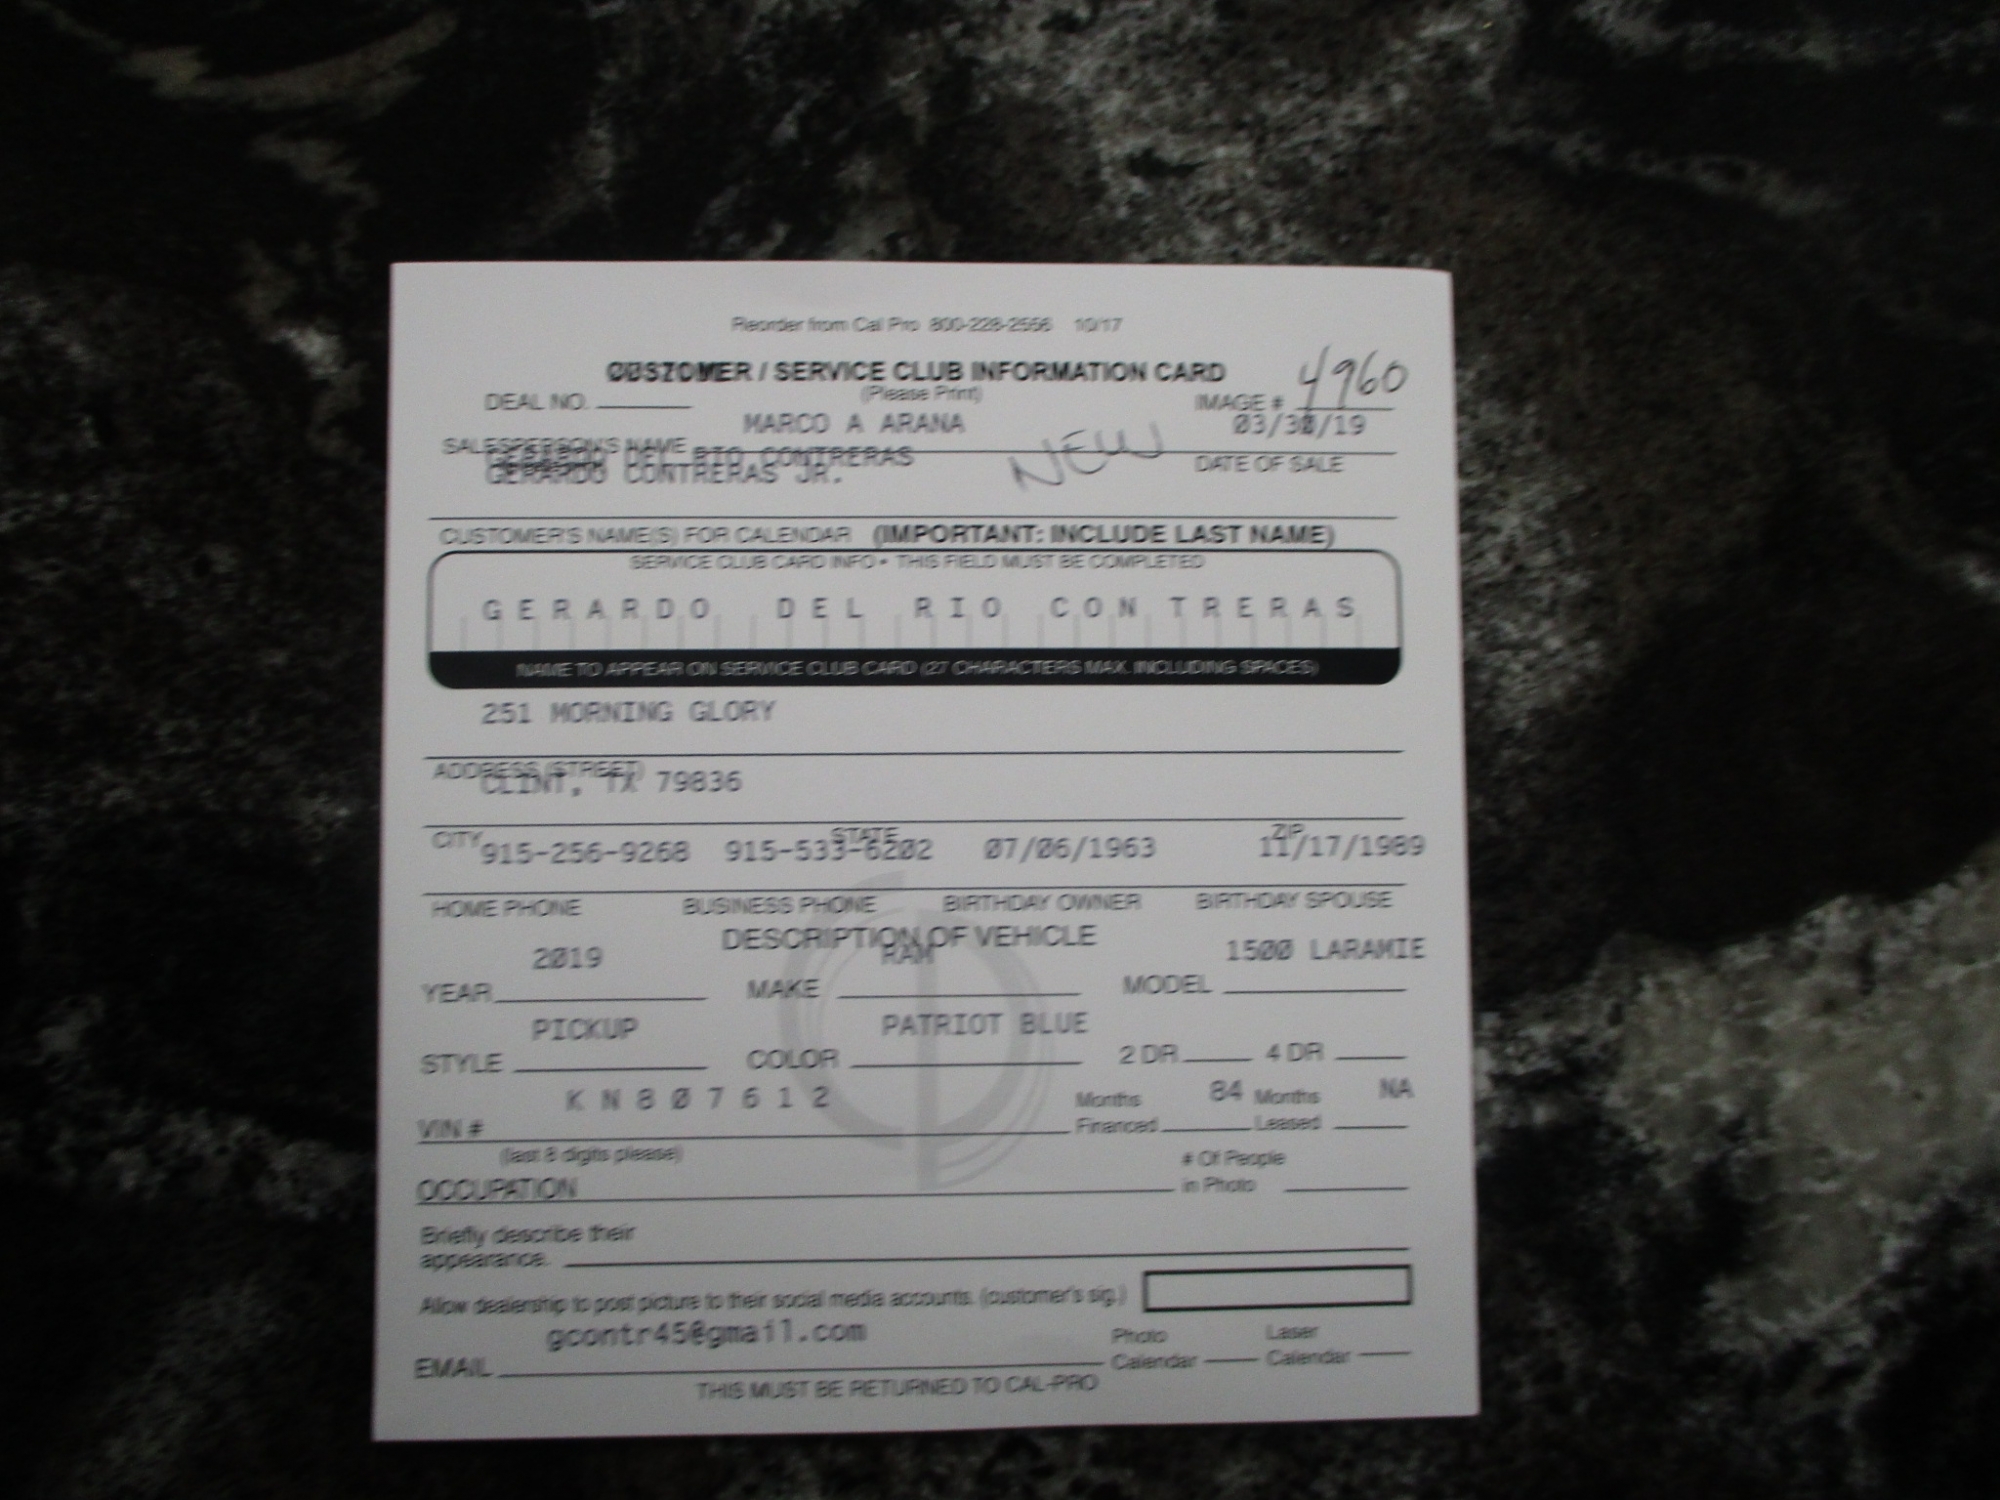 Reorder from Cal Pro 800-228-2556 10/17
CUSTOMER / SERVICE CLUB INFORMATION CARD
(Please Print)
DEAL NO.
IMAGE # 4960
MARCO A ARANA 03/30/19
SALESPERSON'S NAME NEW DATE OF SALE
GERARDO DEL RIO CONTRERAS
GERARDO CONTRERAS JR.
CUSTOMER'S NAME(S) FOR CALENDAR (IMPORTANT: INCLUDE LAST NAME)
SERVICE CLUB CARD INFO • THIS FIELD MUST BE COMPLETED
GERARDO DEL RIO CONTRERAS
NAME TO APPEAR ON SERVICE CLUB CARD (27 CHARACTERS MAX. INCLUDING SPACES)
251 MORNING GLORY
ADDRESS (STREET)
CLINT, TX 79836
CITY STATE ZIP
915-256-9268 915-533-6202 07/06/1963 11/17/1989
HOME PHONE BUSINESS PHONE BIRTHDAY OWNER BIRTHDAY SPOUSE
DESCRIPTION OF VEHICLE
2019 RAM 1500 LARAMIE
YEAR MAKE MODEL
PICKUP PATRIOT BLUE
STYLE COLOR 2 DR. 4 DR
KN807612 Months 84 Months NA
VIN # Financed Leased
(last 8 digits please)
# Of People
OCCUPATION in Photo
Briefly describe their
appearance.
Allow dealership to post picture to their social media accounts. (customer's sig.)
gcontr45@gmail.com Photo Laser
EMAIL Calendar Calendar
THIS MUST BE RETURNED TO CAL-PRO